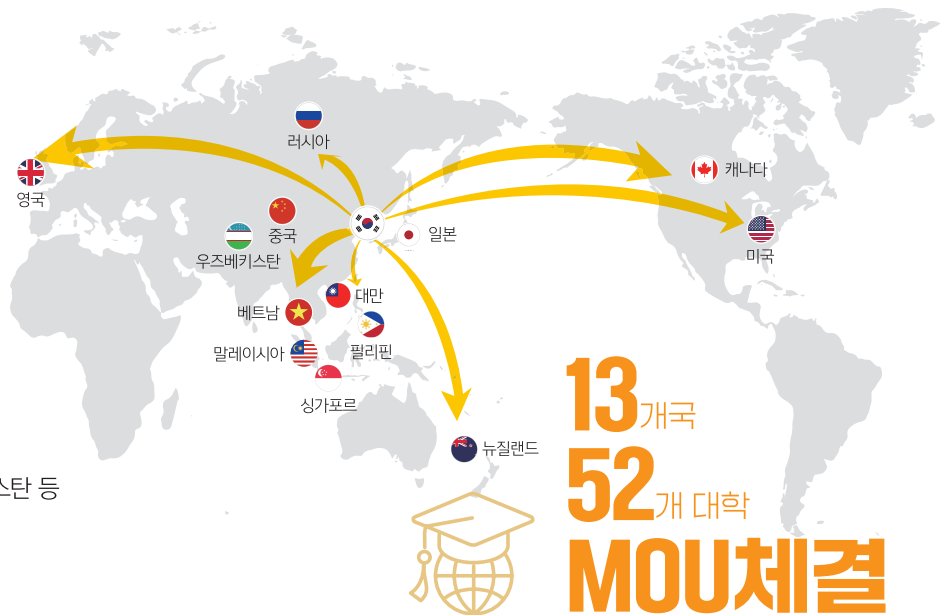 러시아
캐나다
영국
중국
일본
우즈베키스탄
미국
대만
베트남
말레이시아
필리핀
싱가포르
뉴질랜드
13개국
52개 대학
MOU체결
스탄 등